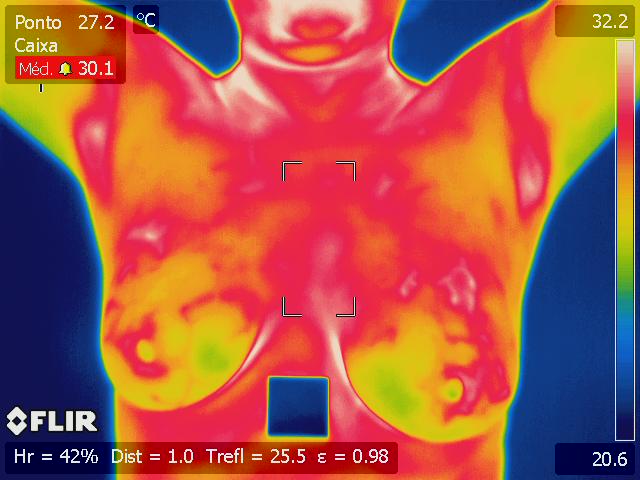 Ponto 27.2 °C
Caixa
Méd. 30.1
32.2
FLIR
Hr = 42% Dist = 1.0 Trefl = 25.5 ε = 0.98
20.6